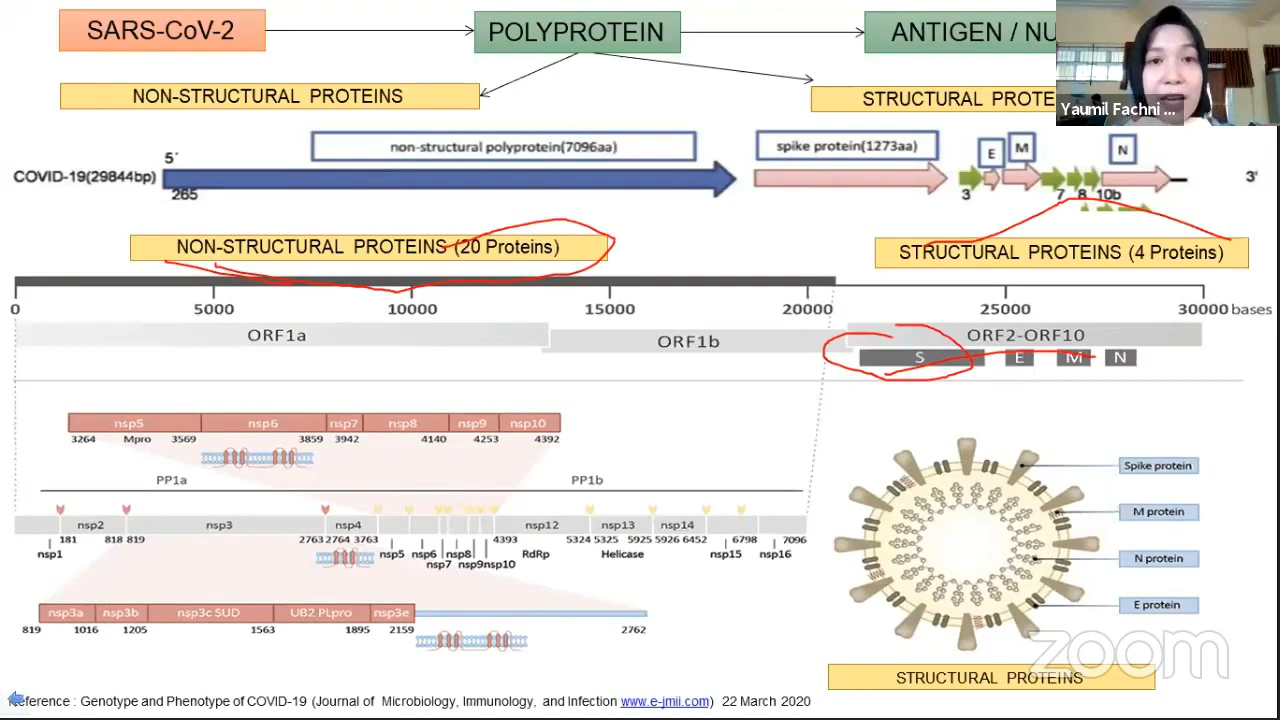 SARS-CoV-2
POLYPROTEIN
ANTIGEN / NU
Yaumil Fachni ...
NON-STRUCTURAL PROTEINS
STRUCTURAL PROTE
non-structural polyprotein(7096aa)
spike protein(1273aa)
E
M
N
5´
COVID-19(29844bp)
3'
265
3
7
8
10b
NON-STRUCTURAL PROTEINS (20 Proteins)
STRUCTURAL PROTEINS (4 Proteins)
0
5000
10000
15000
20000
25000
30000 bases
ORF1a
ORF1b
ORF2-ORF10
S
E
M
N
nsp5
nsp6
nsp7
nsp8
nsp9
nsp10
3264
Mpro
3569
3859
3942
4140
4253
4392
PP1a
PP1b
nsp2
nsp3
nsp4
nsp12
nsp13
nsp14
181
818 819
2763 2764
3763
4393
5324 5325
5925 5926
6452
6798
7096
nsp1
nsp5
nsp6
nsp7
nsp8
nsp9
nsp10
RdRp
Helicase
nsp15
nsp16
nsp3a
nsp3b
nsp3c SUD
UB2 PLpro
nsp3e
819
1016
1205
1563
1895
2159
2762
Spike protein
M protein
N protein
E protein
zoom
STRUCTURAL PROTEINS
eference : Genotype and Phenotype of COVID-19 (Journal of Microbiology, Immunology, and Infection www.e-jmii.com) 22 March 2020